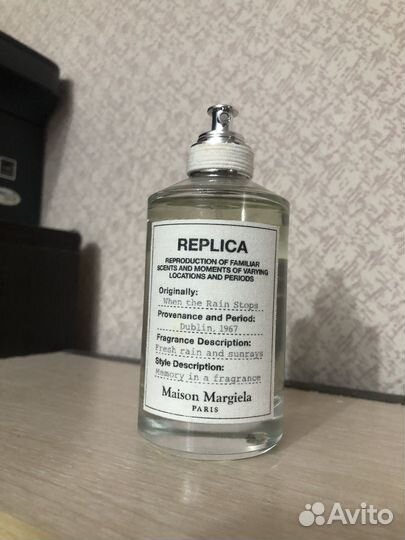 REPLICA
REPRODUCTION OF FAMILIAR
SCENTS AND MOMENTS OF VARYING
LOCATIONS AND PERIODS
Originally:
When the Rain Stops
Provenance and Period:
Dublin, 1967
Fragrance Description:
Fresh rain and sunrays
Style Description:
Memory in a fragrance
Maison Margiela
PARIS
Avito